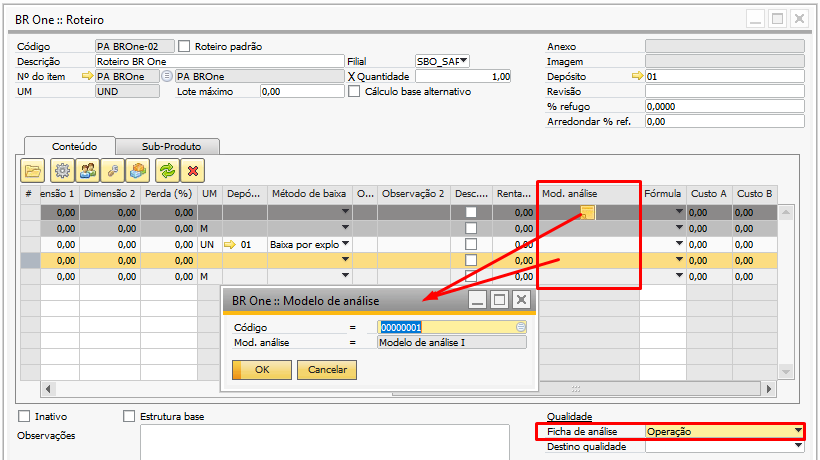 BR One :: Roteiro
Código PA BROne-02 Roteiro padrão
Descrição Roteiro BR One Filial SBO_SAP
Nº do item PA BROne PA BROne X Quantidade 1,00
UM UND Lote máximo 0,00 Cálculo base alternativo
Anexo
Imagem
Depósito 01
Revisão
% refugo 0,0000
Arredondar % ref. 0,00
Conteúdo Sub-Produto
# ensão 1 Dimensão 2 Perda (%) UM Depó... Método de baixa O... Observação 2 Desc.... Renta... Mod. análise Fórmula Custo A Custo B
0,00 0,00 0,00 0,00 0,00 0,00
0,00 0,00 0,00 M 0,00 0,00 0,00
0,00 0,00 0,00 UN 01 Baixa por explo 0,00 0,00 0,00
0,00 0,00 0,00 0,00 0,00 0,00
0,00 0,00 0,00 M 0,00 0,00 0,00
BR One :: Modelo de análise
Código = 00000001
Mod. análise = Modelo de análise I
OK Cancelar
Inativo Estrutura base
Observações
Qualidade
Ficha de análise Operação
Destino qualidade